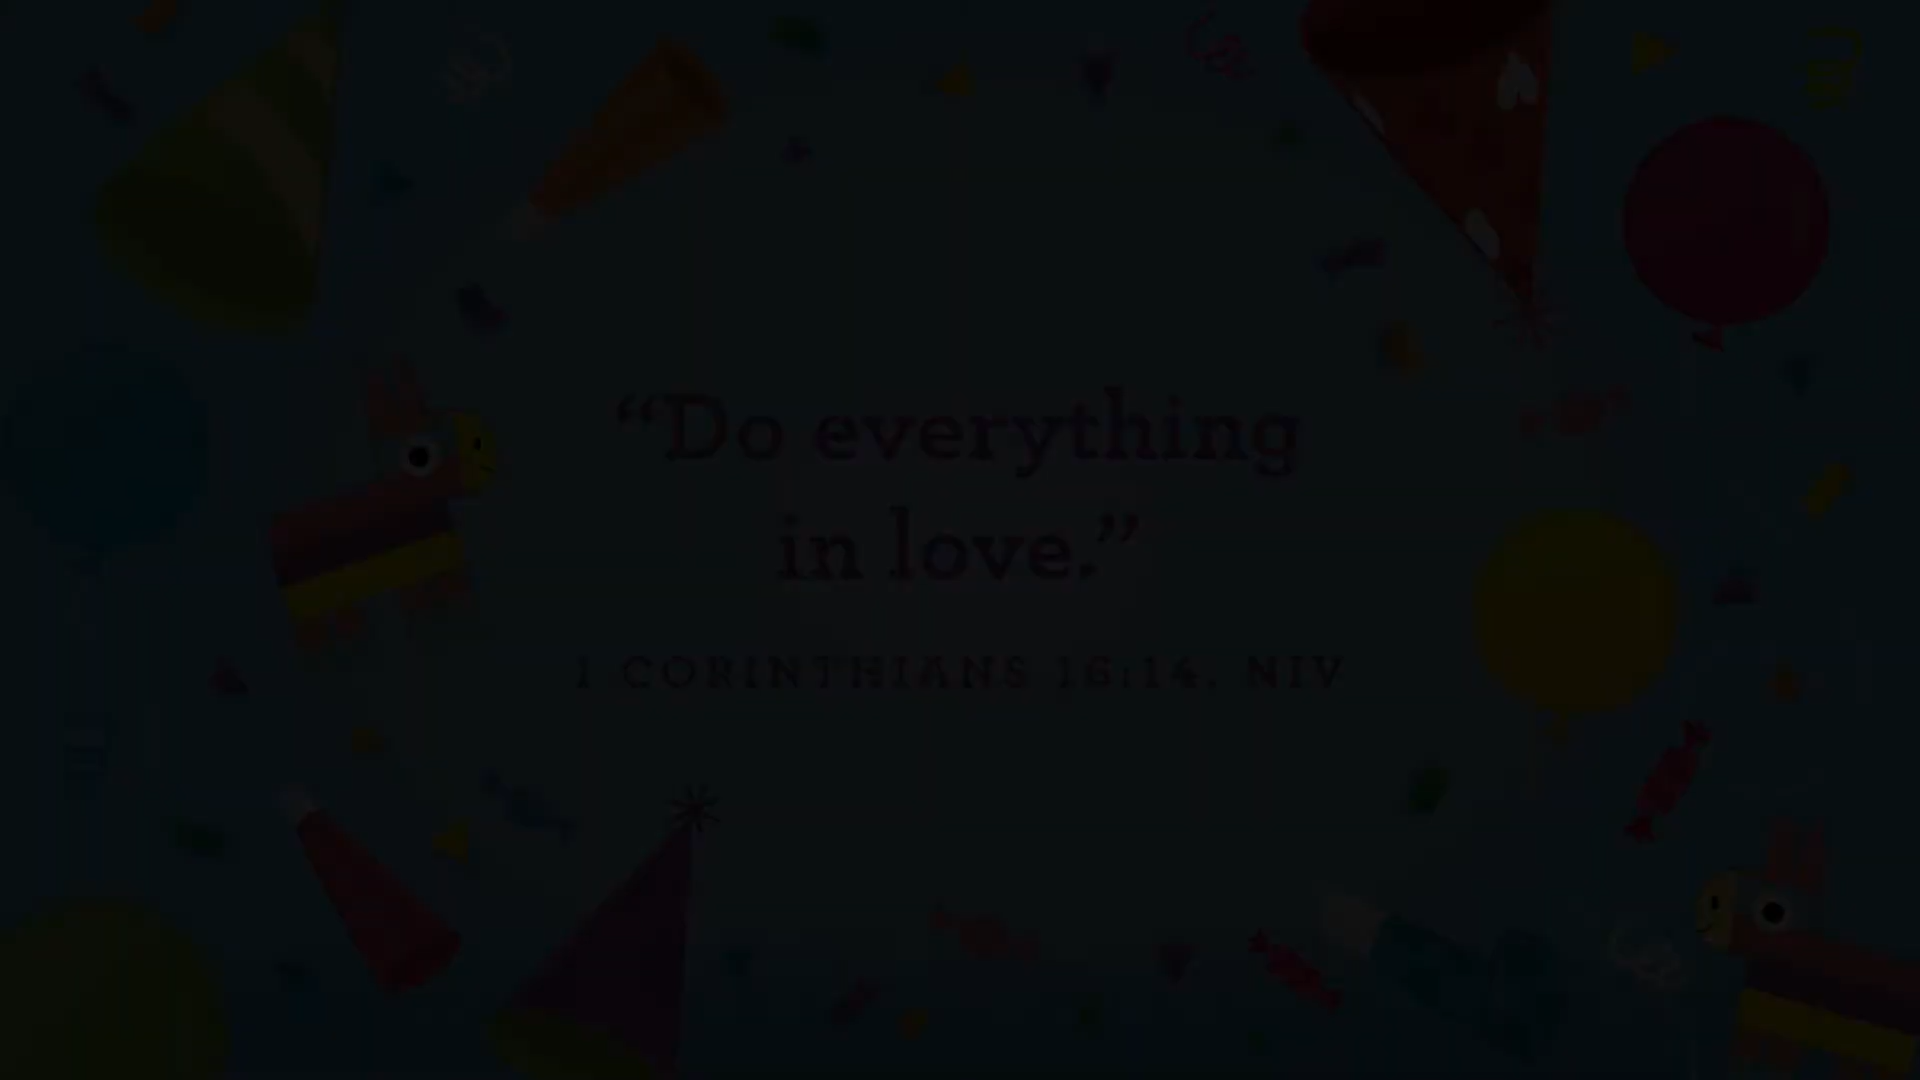 “Do everything
in love.”
1 CORINTHIANS 16:14, NIV